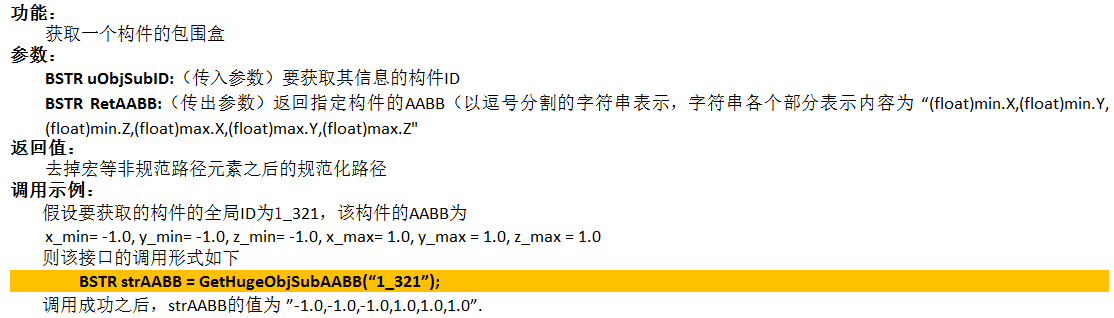 功能：
获取一个构件的包围盒
参数：
BSTR uObjSubID:（传入参数）要获取其信息的构件ID
BSTR RetAABB:（传出参数）返回指定构件的AABB（以逗号分割的字符串表示，字符串各个部分表示内容为 “(float)min.X,(float)min.Y,
(float)min.Z,(float)max.X,(float)max.Y,(float)max.Z"
返回值：
去掉宏等非规范路径元素之后的规范化路径
调用示例：
假设要获取的构件的全局ID为1_321，该构件的AABB为
x_min= -1.0, y_min= -1.0, z_min= -1.0, x_max= 1.0, y_max = 1.0, z_max = 1.0
则该接口的调用形式如下
BSTR strAABB = GetHugeObjSubAABB(“1_321”);
调用成功之后，strAABB的值为 ”-1.0,-1.0,-1.0,1.0,1.0,1.0”.